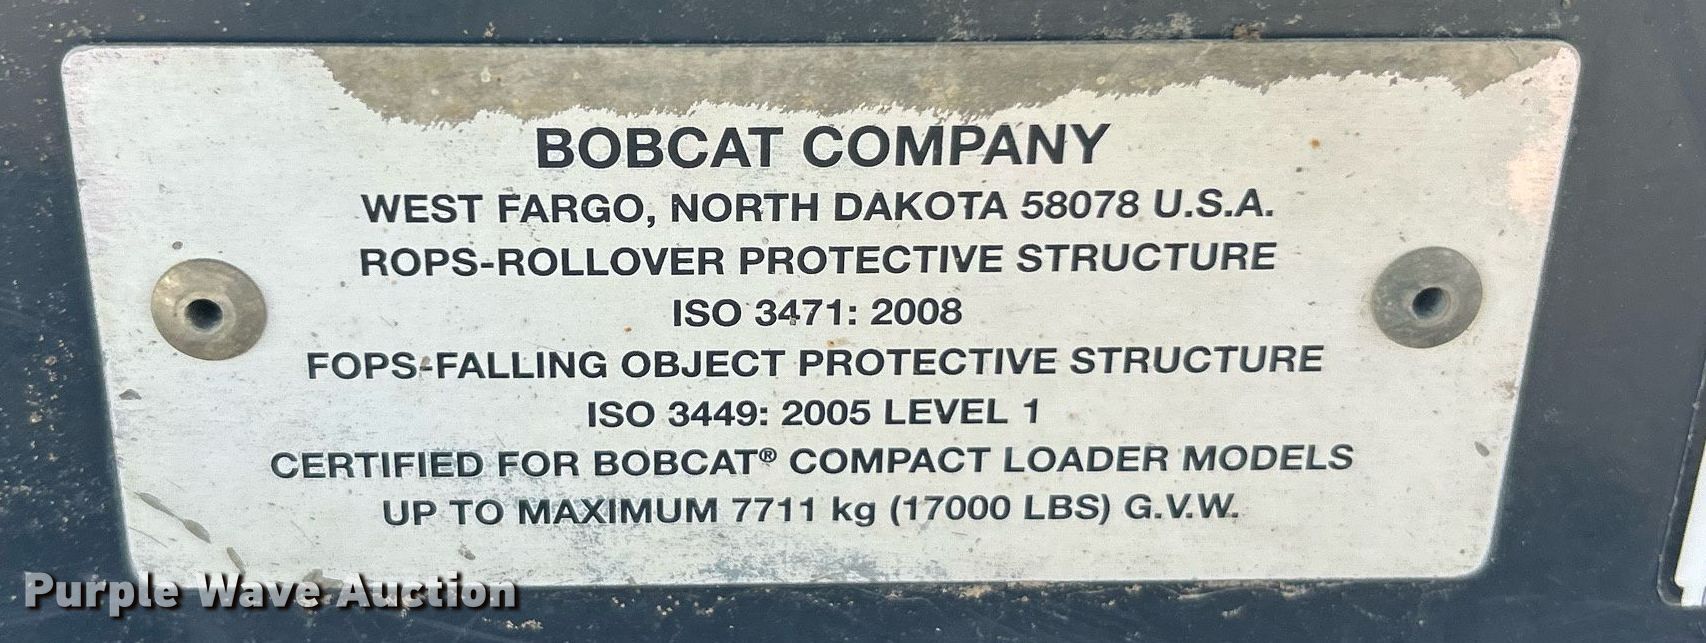 BOBCAT COMPANY
WEST FARGO, NORTH DAKOTA 58078 U.S.A.
ROPS-ROLLOVER PROTECTIVE STRUCTURE
ISO 3471: 2008
FOPS-FALLING OBJECT PROTECTIVE STRUCTURE
ISO 3449: 2005 LEVEL 1
CERTIFIED FOR BOBCAT® COMPACT LOADER MODELS
UP TO MAXIMUM 7711 kg (17000 LBS) G.V.W.
Purple Wave Auction